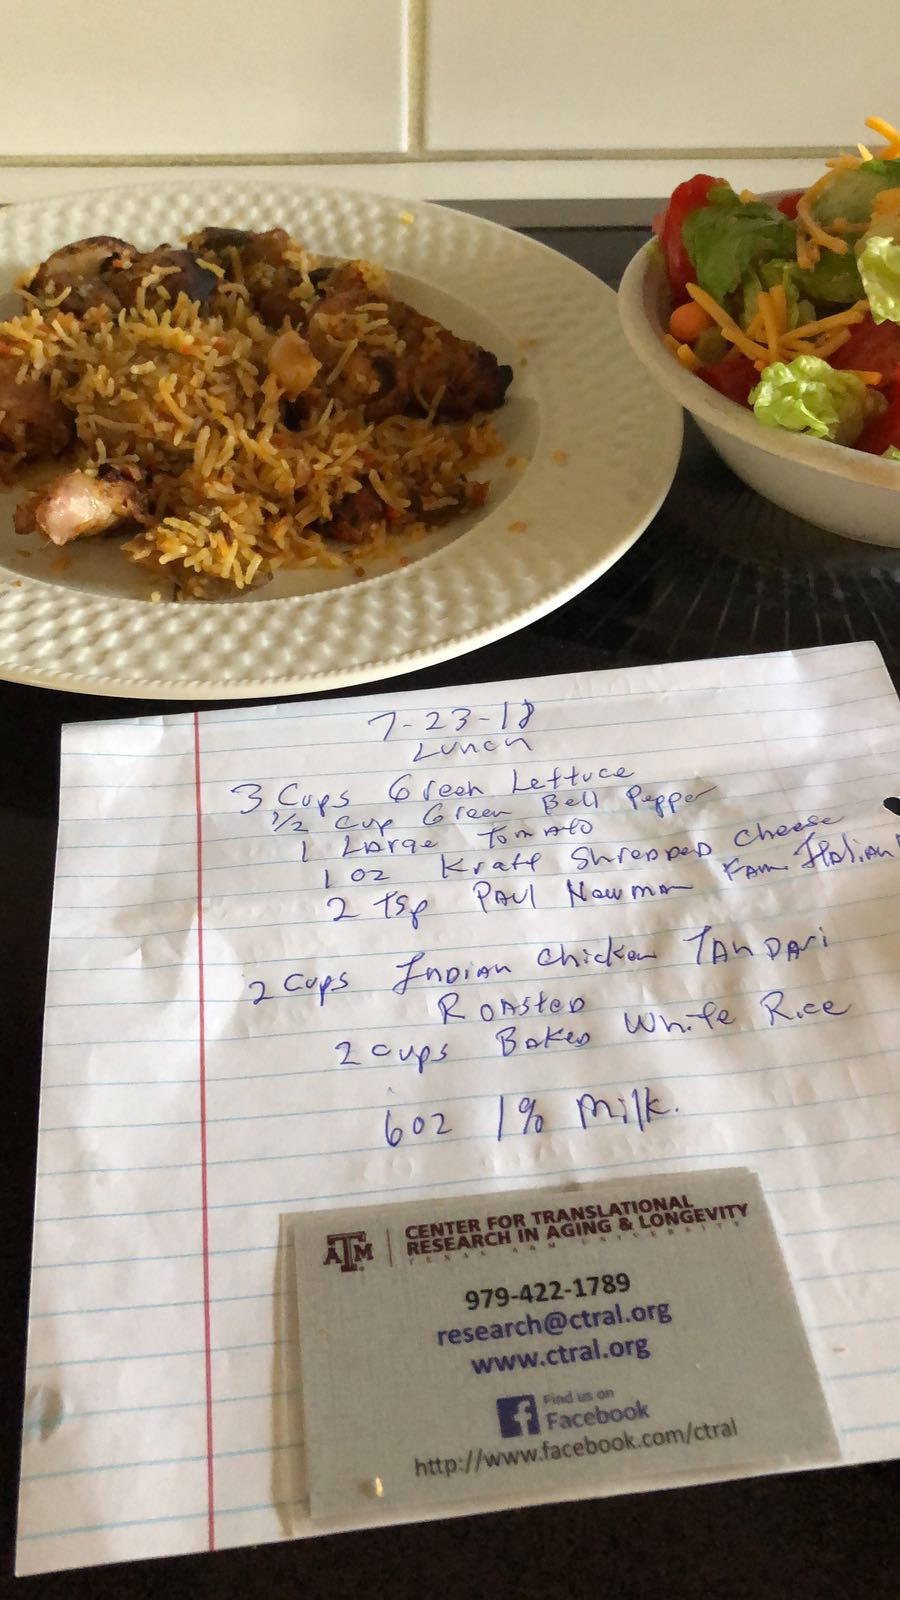 7-23-18
Lunch
3 Cups Green Lettuce
1/2 Cup Green Bell Pepper
1 Large Tomato
1 oz Kraft Shredded Cheese
2 Tsp Paul Newman Fam. Italian
2 Cups Indian Chicken Tandari
Roasted
2 cups Baked White Rice
6oz 1% Milk.
ATM
CENTER FOR TRANSLATIONAL
RESEARCH IN AGING & LONGEVITY
TEXAS A&M UNIVERSITY
979-422-1789
research@ctral.org
www.ctral.org
f
Find us on
Facebook
http://www.facebook.com/ctral